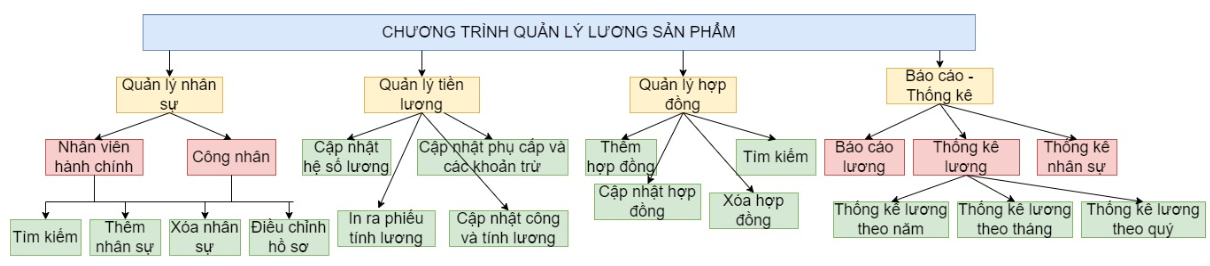 CHƯƠNG TRÌNH QUẢN LÝ LƯƠNG SẢN PHẨM
Quản lý nhân
sự
Quản lý tiền
lương
Quản lý hợp
đồng
Báo cáo -
Thống kê
Nhân viên
hành chính
Công nhân
Cập nhật
hệ số lương
Cập nhật phụ cấp và
các khoản trừ
Thêm
hợp đồng
Tìm kiếm
Báo cáo
lương
Thống kê
lương
Thống kê
nhân sự
Cập nhật hợp
đồng
Xóa hợp
đồng
Tìm kiếm
Thêm
nhân sự
Xóa nhân
sự
Điều chỉnh
hồ sơ
In ra phiếu
tính lương
Cập nhật công
và tính lương
Thống kê lương
theo năm
Thống kê lương
theo tháng
Thống kê lương
theo quý